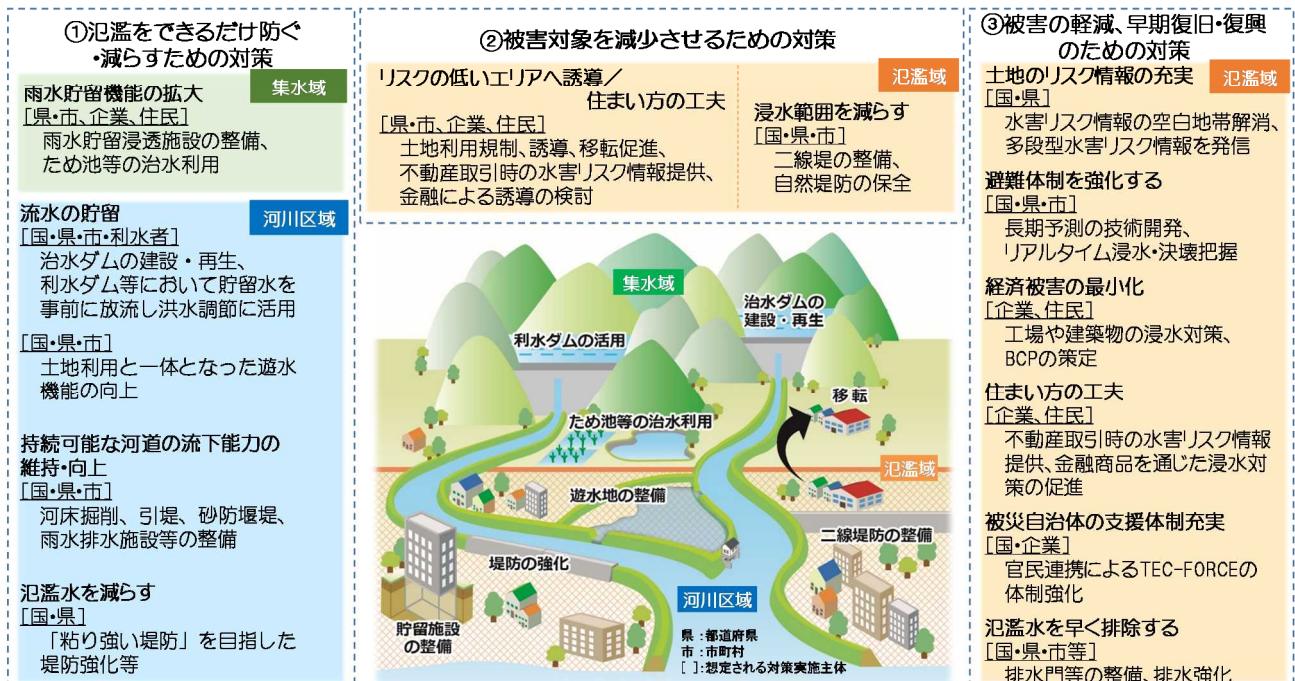 ①氾濫をできるだけ防ぐ
・減らすための対策
集水域
雨水貯留機能の拡大
[県・市、企業、住民]
雨水貯留浸透施設の整備、
ため池等の治水利用
河川区域
流水の貯留
[国・県・市・利水者]
治水ダムの建設・再生、
利水ダム等において貯留水を
事前に放流し洪水調節に活用
[国・県・市]
土地利用と一体となった遊水
機能の向上
持続可能な河道の流下能力の
維持・向上
[国・県・市]
河床掘削、引堤、砂防堰堤、
雨水排水施設等の整備
氾濫水を減らす
[国・県]
「粘り強い堤防」を目指した
堤防強化等
②被害対象を減少させるための対策
リスクの低いエリアへ誘導／
住まい方の工夫
[県・市、企業、住民]
土地利用規制、誘導、移転促進、
不動産取引時の水害リスク情報提供、
金融による誘導の検討
氾濫域
浸水範囲を減らす
[国・県・市]
二線堤の整備、
自然堤防の保全
集水域
治水ダムの
建設・再生
利水ダムの活用
移転
ため池等の治水利用
氾濫域
遊水地の整備
二線堤防の整備
堤防の強化
河川区域
貯留施設
の整備
県：都道府県
市：市町村
[ ]：想定される対策実施主体
③被害の軽減、早期復旧・復興
のための対策
氾濫域
土地のリスク情報の充実
[国・県]
水害リスク情報の空白地帯解消、
多段型水害リスク情報を発信
避難体制を強化する
[国・県・市]
長期予測の技術開発、
リアルタイム浸水・決壊把握
経済被害の最小化
[企業、住民]
工場や建築物の浸水対策、
BCPの策定
住まい方の工夫
[企業、住民]
不動産取引時の水害リスク情報
提供、金融商品を通じた浸水対
策の促進
被災自治体の支援体制充実
[国・企業]
官民連携によるTEC-FORCEの
体制強化
氾濫水を早く排除する
[国・県・市等]
排水門等の整備、排水強化